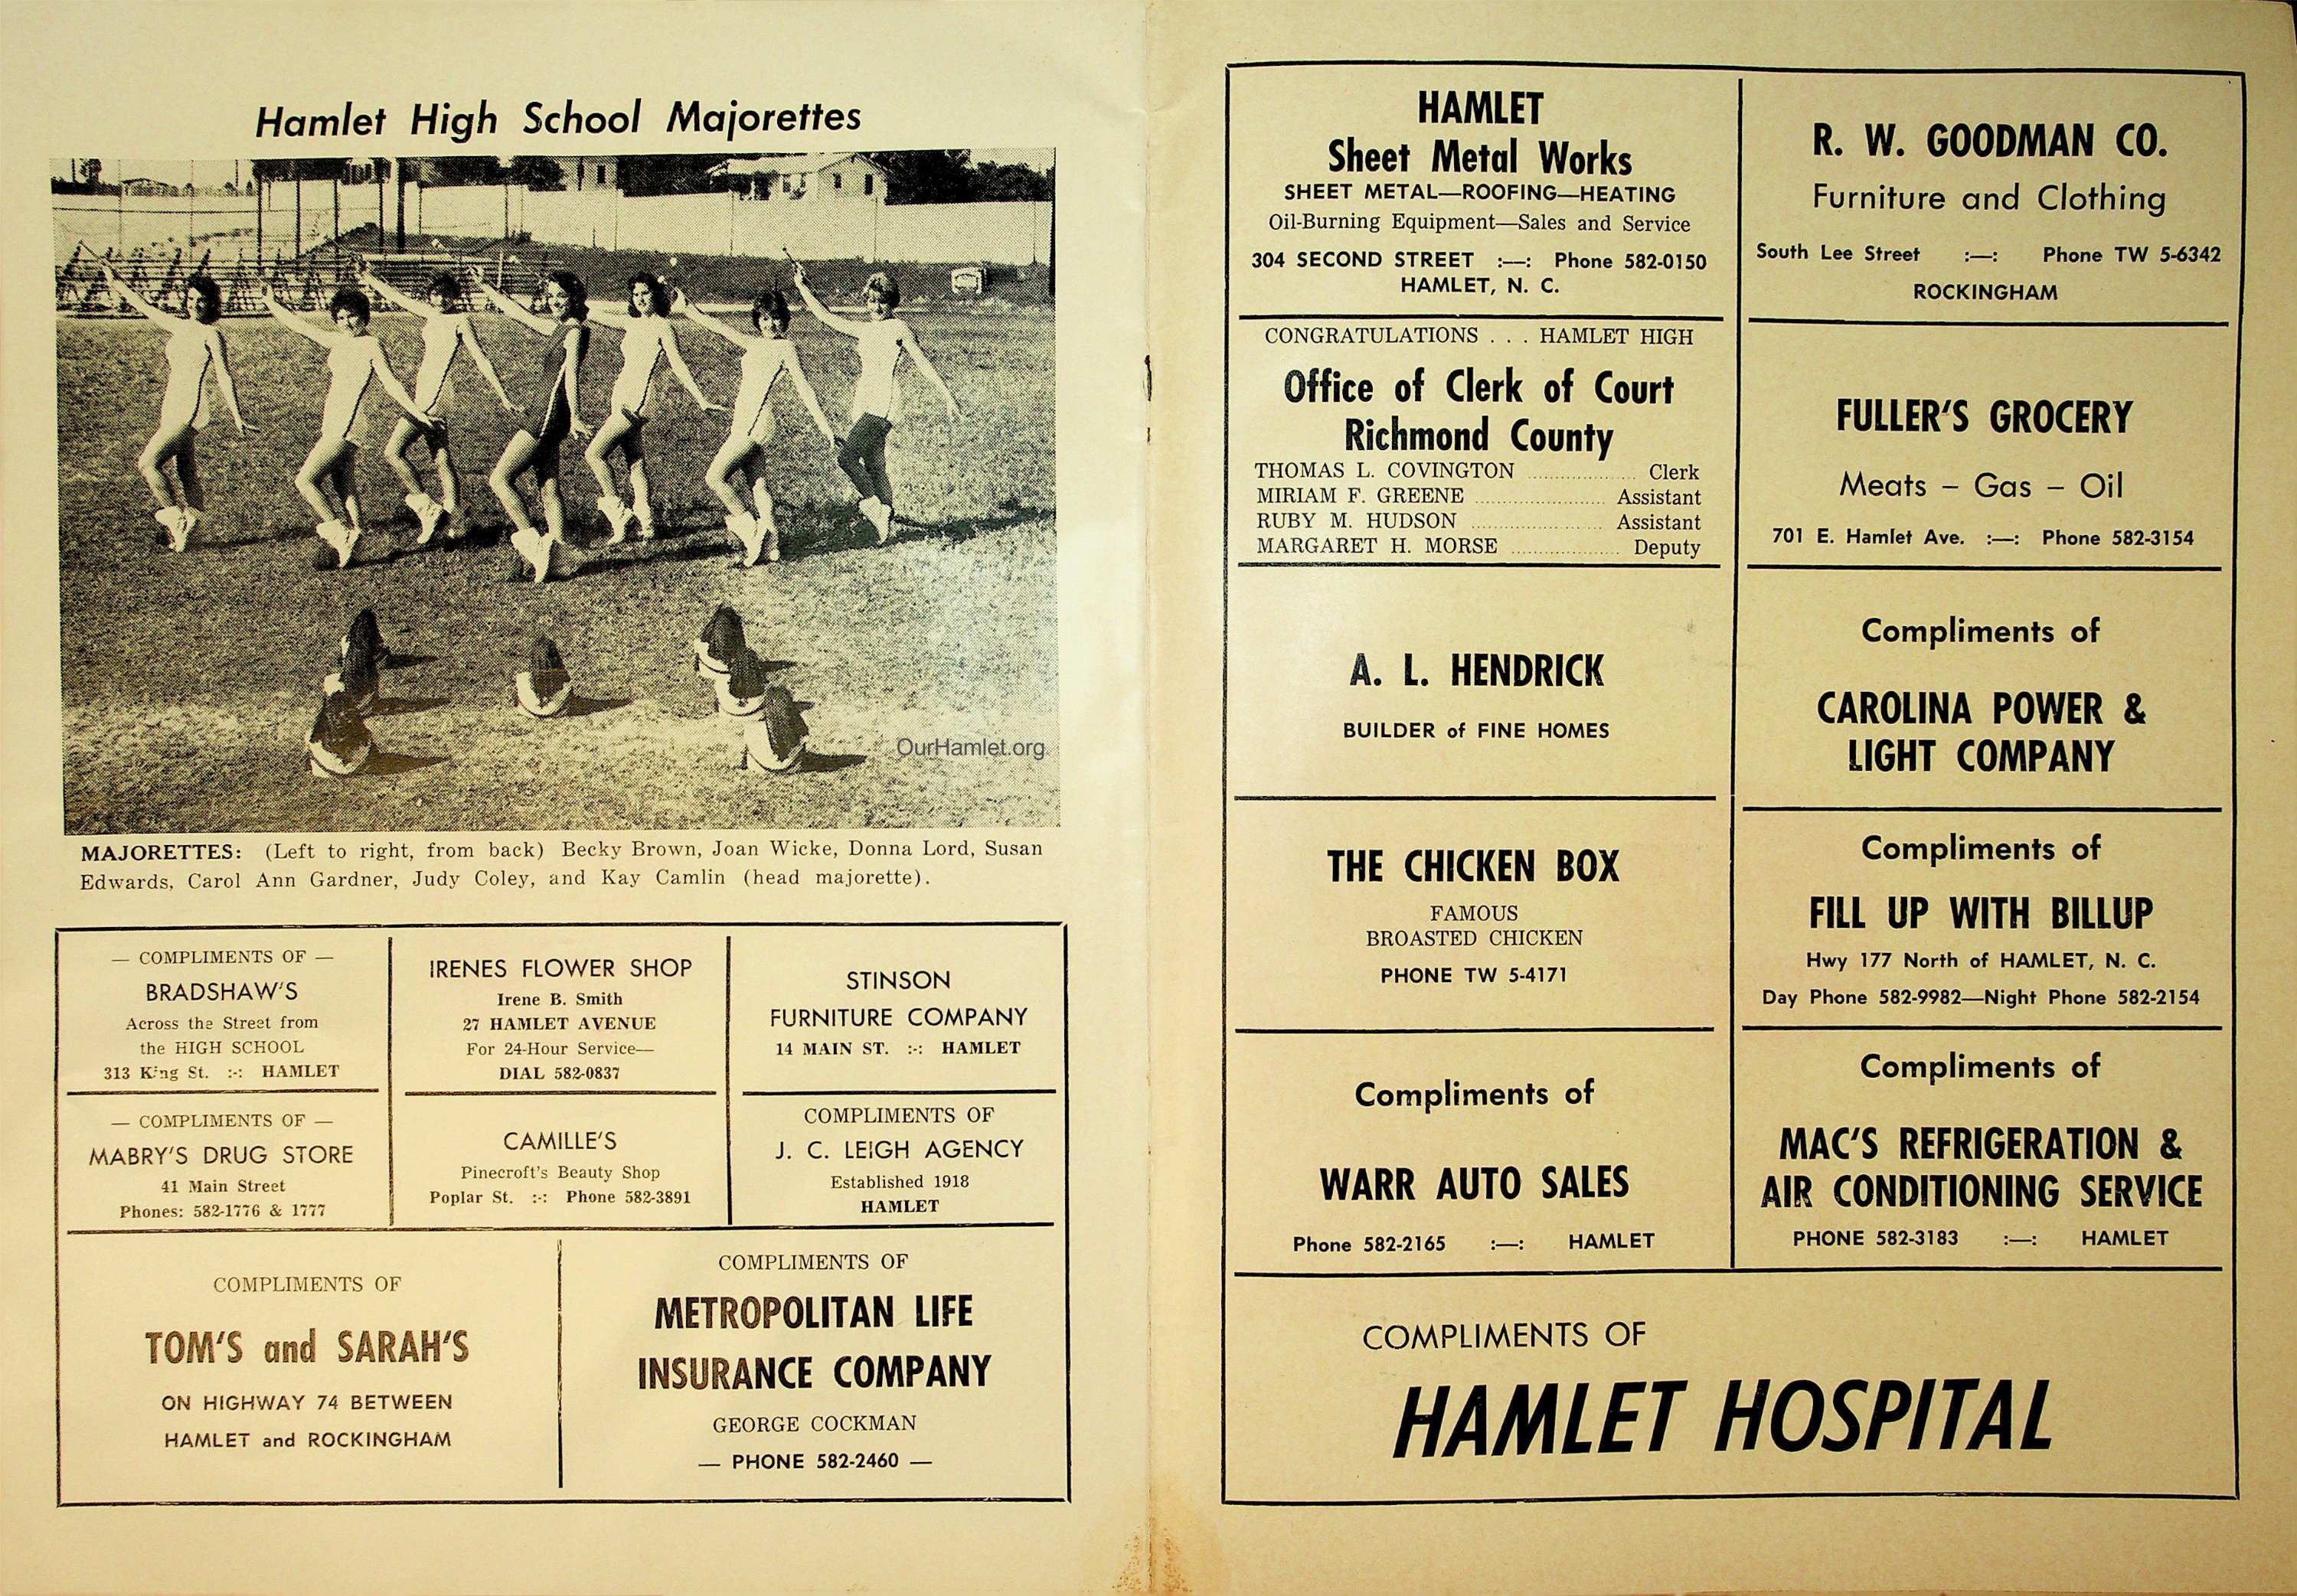 Hamlet High School Majorettes
OurHamlet.org
MAJORETTES: (Left to right, from back) Becky Brown, Joan Wicke, Donna Lord, Susan
Edwards, Carol Ann Gardner, Judy Coley, and Kay Camlin (head majorette).
— COMPLIMENTS OF —
BRADSHAW'S
Across the Street from
the HIGH SCHOOL
313 King St. :-: HAMLET
IRENES FLOWER SHOP
Irene B. Smith
27 HAMLET AVENUE
For 24-Hour Service—
DIAL 582-0837
STINSON
FURNITURE COMPANY
14 MAIN ST. :-: HAMLET
— COMPLIMENTS OF —
MABRY'S DRUG STORE
41 Main Street
Phones: 582-1776 & 1777
CAMILLE'S
Pinecroft's Beauty Shop
Poplar St. :-: Phone 582-3891
COMPLIMENTS OF
J. C. LEIGH AGENCY
Established 1918
HAMLET
COMPLIMENTS OF
TOM'S and SARAH'S
ON HIGHWAY 74 BETWEEN
HAMLET and ROCKINGHAM
COMPLIMENTS OF
METROPOLITAN LIFE
INSURANCE COMPANY
GEORGE COCKMAN
— PHONE 582-2460 —
HAMLET
Sheet Metal Works
SHEET METAL—ROOFING—HEATING
Oil-Burning Equipment—Sales and Service
304 SECOND STREET :—: Phone 582-0150
HAMLET, N. C.
R. W. GOODMAN CO.
Furniture and Clothing
South Lee Street :—: Phone TW 5-6342
ROCKINGHAM
CONGRATULATIONS . . . HAMLET HIGH
Office of Clerk of Court
Richmond County
THOMAS L. COVINGTON .................... Clerk
MIRIAM F. GREENE ........................ Assistant
RUBY M. HUDSON ........................ Assistant
MARGARET H. MORSE .................... Deputy
FULLER'S GROCERY
Meats – Gas – Oil
701 E. Hamlet Ave. :—: Phone 582-3154
A. L. HENDRICK
BUILDER of FINE HOMES
Compliments of
CAROLINA POWER &
LIGHT COMPANY
THE CHICKEN BOX
FAMOUS
BROASTED CHICKEN
PHONE TW 5-4171
Compliments of
FILL UP WITH BILLUP
Hwy 177 North of HAMLET, N. C.
Day Phone 582-9982—Night Phone 582-2154
Compliments of
WARR AUTO SALES
Phone 582-2165 :—: HAMLET
Compliments of
MAC'S REFRIGERATION &
AIR CONDITIONING SERVICE
PHONE 582-3183 :—: HAMLET
COMPLIMENTS OF
HAMLET HOSPITAL